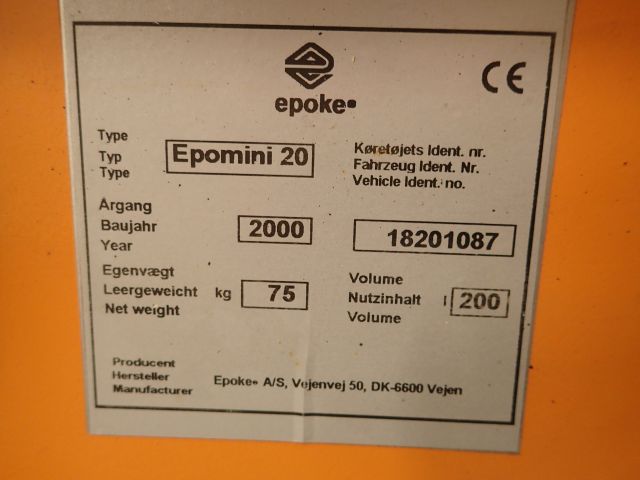 epoke
CE
Type
Typ
Type
Epomini 20
Køretøjets Ident. nr.
Fahrzeug Ident. Nr.
Vehicle Ident. no.
Årgang
Baujahr
Year
2000
18201087
Egenvægt
Leergeweicht kg 75
Net weight
Volume
Nutzinhalt l 200
Volume
Producent
Hersteller
Manufacturer
Epoke A/S, Vejenvej 50, DK-6600 Vejen